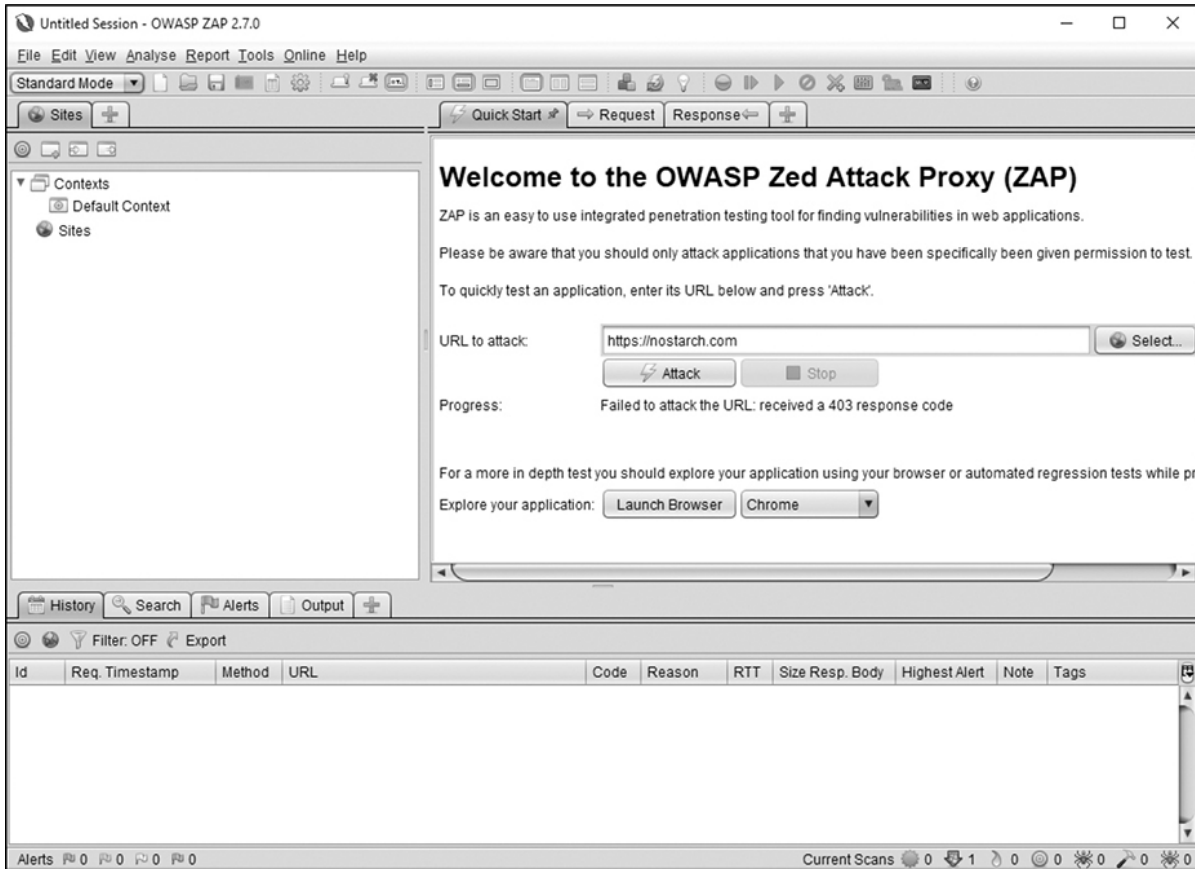 Untitled Session - OWASP ZAP 2.7.0
File Edit View Analyse Report Tools Online Help
Standard Mode
Sites
Quick Start
Request
Response
Contexts
Default Context
Sites
Welcome to the OWASP Zed Attack Proxy (ZAP)
ZAP is an easy to use integrated penetration testing tool for finding vulnerabilities in web applications.
Please be aware that you should only attack applications that you have been specifically been given permission to test.
To quickly test an application, enter its URL below and press 'Attack'.
URL to attack: https://nostarch.com Select...
Attack Stop
Progress: Failed to attack the URL: received a 403 response code
For a more in depth test you should explore your application using your browser or automated regression tests while pr
Explore your application: Launch Browser Chrome
History Search Alerts Output
Filter: OFF Export
Id Req. Timestamp Method URL Code Reason RTT Size Resp. Body Highest Alert Note Tags
Alerts 0 0 0 0 Current Scans 0 1 0 0 0 0 0